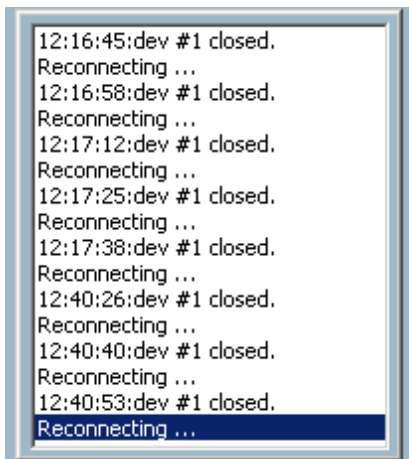 12:16:45:dev #1 closed.
Reconnecting ...
12:16:58:dev #1 closed.
Reconnecting ...
12:17:12:dev #1 closed.
Reconnecting ...
12:17:25:dev #1 closed.
Reconnecting ...
12:17:38:dev #1 closed.
Reconnecting ...
12:40:26:dev #1 closed.
Reconnecting ...
12:40:40:dev #1 closed.
Reconnecting ...
12:40:53:dev #1 closed.
Reconnecting ...